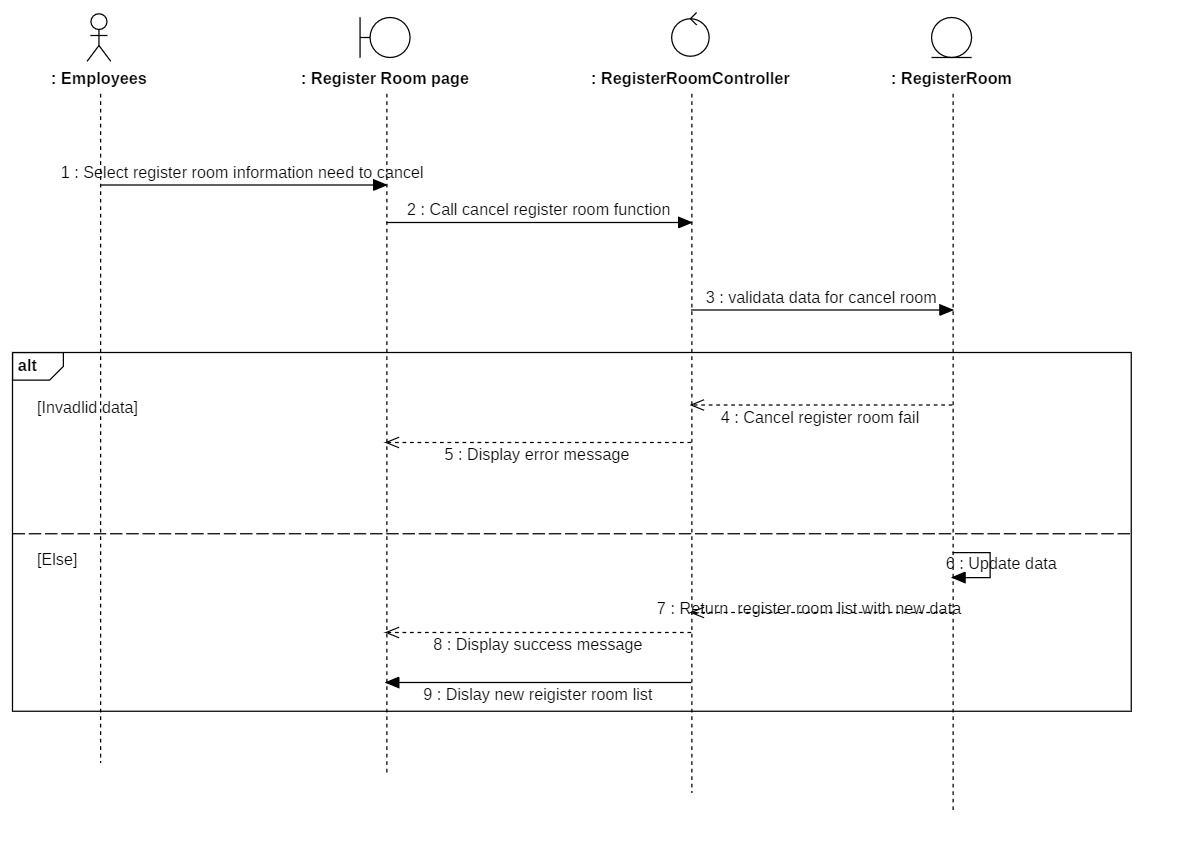 : Employees
: Register Room page
: RegisterRoomController
: RegisterRoom
1 : Select register room information need to cancel
2 : Call cancel register room function
3 : validata data for cancel room
alt
[Invadlid data]
4 : Cancel register room fail
5 : Display error message
[Else]
6 : Update data
7 : Return  register room list with new data
8 : Display success message
9 : Dislay new reigister room list